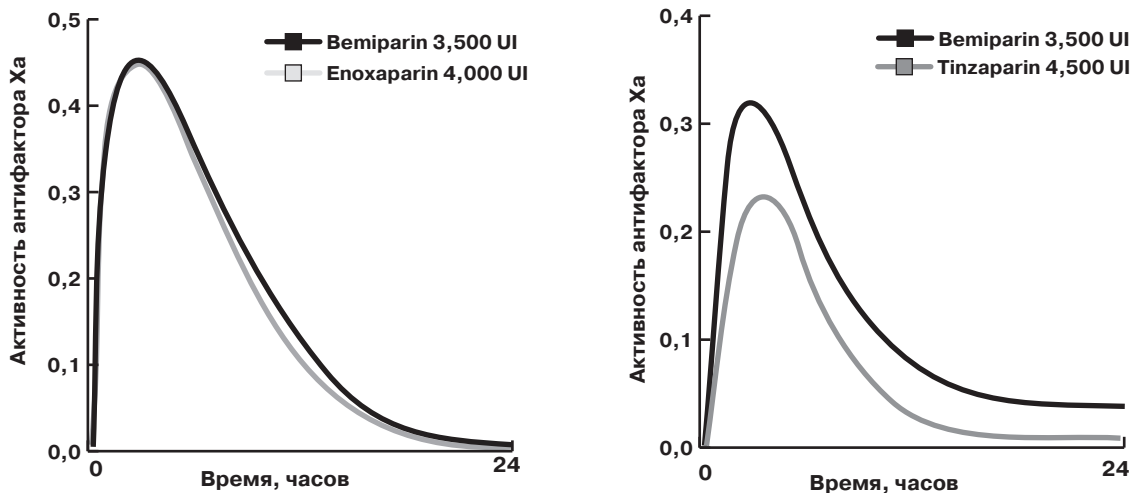 0,5
0,4
0,3
0,2
0,1
0,0
0
24
Активность антифактора Xa
Время, часов
Bemiparin 3,500 UI
Enoxaparin 4,000 UI
0,4
0,3
0,2
0,1
0,0
0
24
Активность антифактора Xa
Время, часов
Bemiparin 3,500 UI
Tinzaparin 4,500 UI